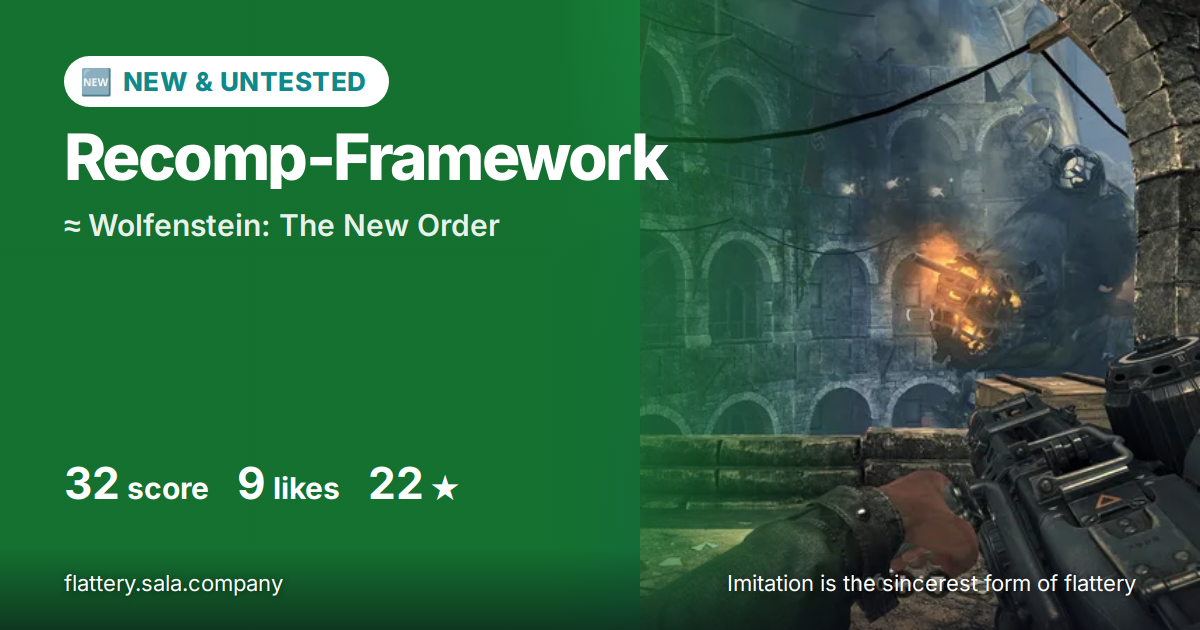 🆕 NEW & UNTESTED
Recomp-Framework
≈ Wolfenstein: The New Order
32 score 9 likes 22 ★
flattery.sala.company
Imitation is the sincerest form of flattery